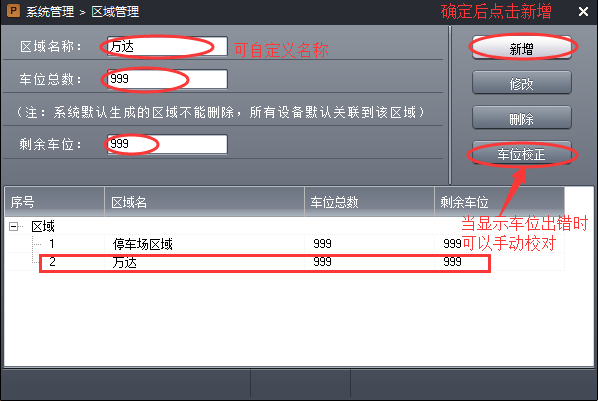 P 系统管理 > 区域管理
确定后点击新增
区域名称： 万达 可自定义名称
新增
车位总数： 999
修改
（注：系统默认生成的区域不能删除，所有设备默认关联到该区域）
删除
剩余车位： 999
车位校正
序号 区域名 车位总数 剩余车位
当显示车位出错时
可以手动校对
区域
1 停车场区域 999 999
2 万达 999 999